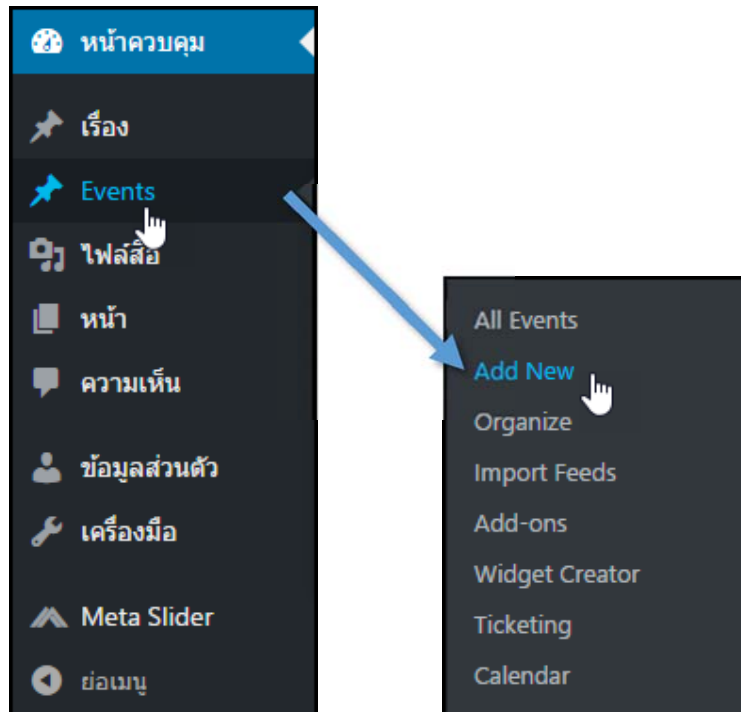 หน้าควบคุม
เรื่อง
Events
ไฟล์สื่อ
หน้า
ความเห็น
ข้อมูลส่วนตัว
เครื่องมือ
Meta Slider
ย่อเมนู
All Events
Add New
Organize
Import Feeds
Add-ons
Widget Creator
Ticketing
Calendar